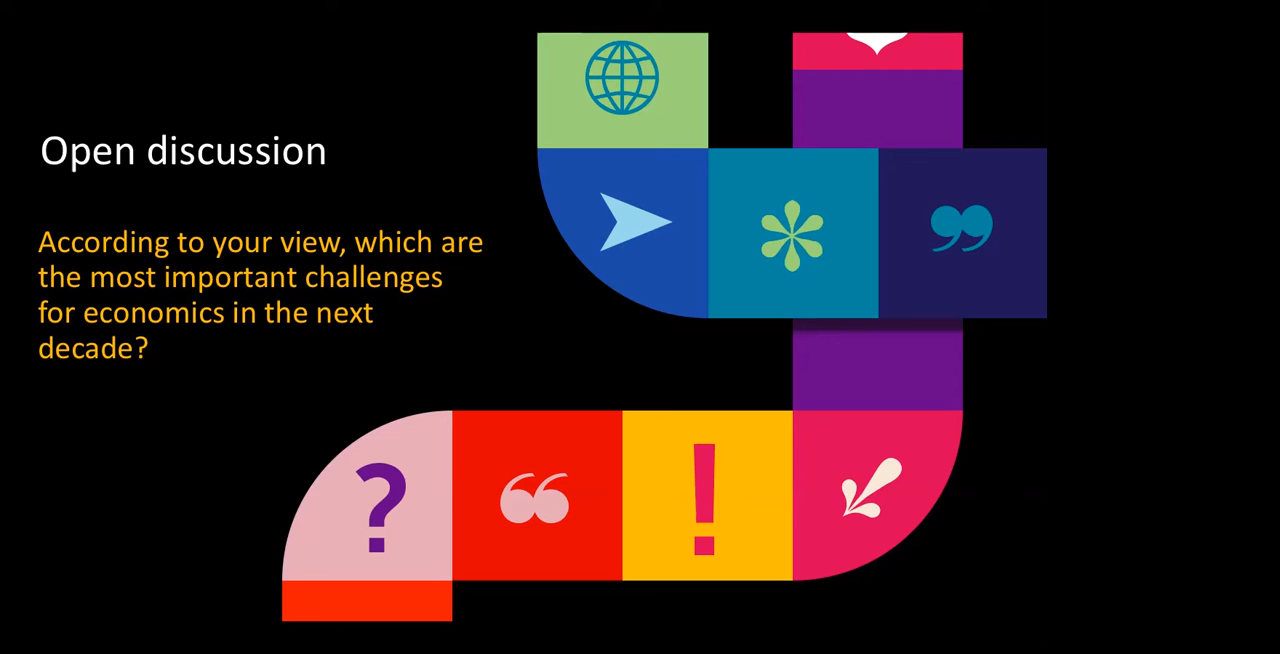 Open discussion
According to your view, which are
the most important challenges
for economics in the next
decade?
*
”
?
“
!